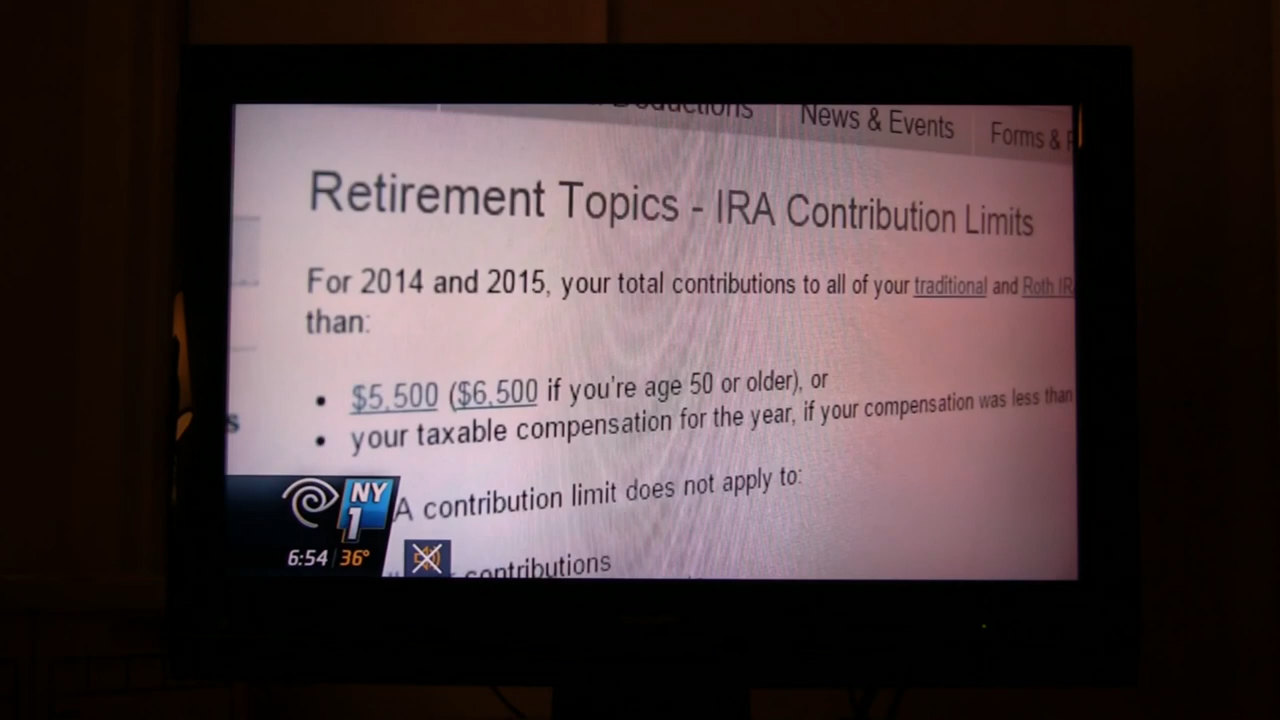 Deductions News & Events Forms &
Retirement Topics - IRA Contribution Limits
For 2014 and 2015, your total contributions to all of your traditional and Roth IR
than:
• $5,500 ($6,500 if you're age 50 or older), or
• your taxable compensation for the year, if your compensation was less than
s
A contribution limit does not apply to:
contributions
NY
1
6:54 36°